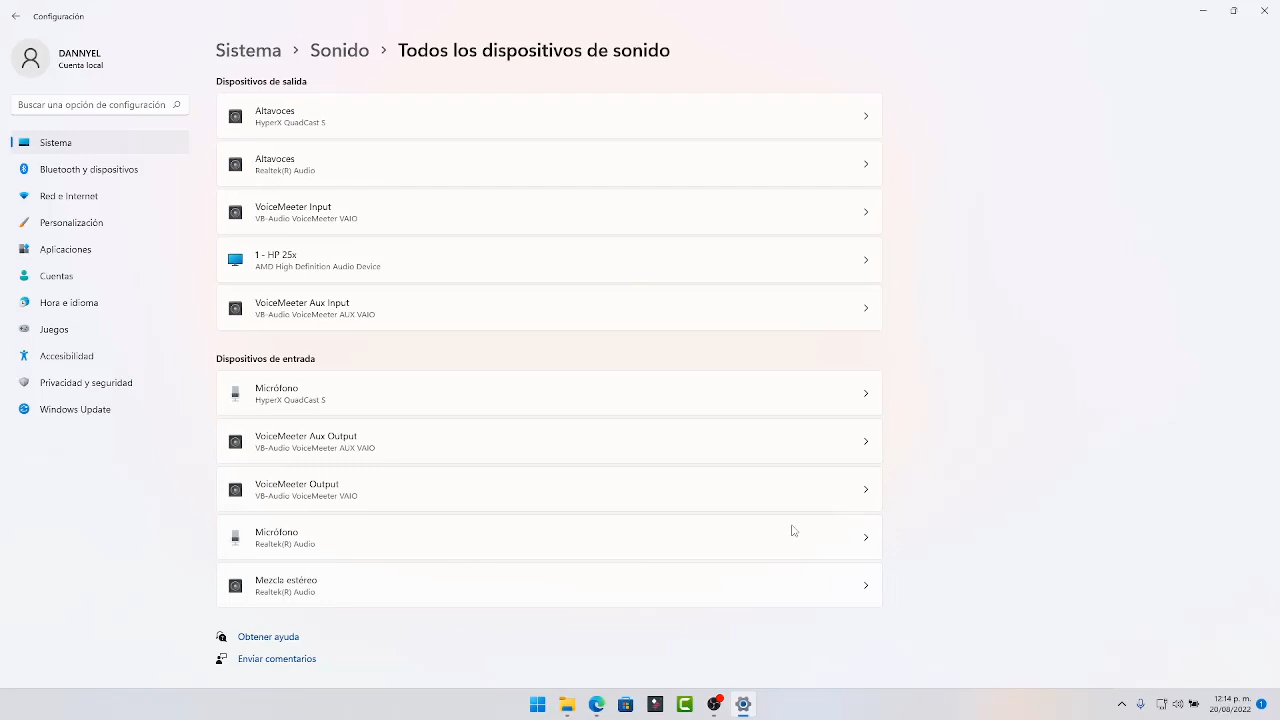 Configuración
DANNYEL
Cuenta local
Buscar una opción de configuración
Sistema
Bluetooth y dispositivos
Red e Internet
Personalización
Aplicaciones
Cuentas
Hora e idioma
Juegos
Accesibilidad
Privacidad y seguridad
Windows Update
Sistema > Sonido > Todos los dispositivos de sonido
Dispositivos de salida
Altavoces
HyperX QuadCast S
Altavoces
Realtek(R) Audio
VoiceMeeter Input
VB-Audio VoiceMeeter VAIO
1 - HP 25x
AMD High Definition Audio Device
VoiceMeeter Aux Input
VB-Audio VoiceMeeter AUX VAIO
Dispositivos de entrada
Micrófono
HyperX QuadCast S
VoiceMeeter Aux Output
VB-Audio VoiceMeeter AUX VAIO
VoiceMeeter Output
VB-Audio VoiceMeeter VAIO
Micrófono
Realtek(R) Audio
Mezcla estéreo
Realtek(R) Audio
Obtener ayuda
Enviar comentarios
12:14 p. m.
20/08/2022
1